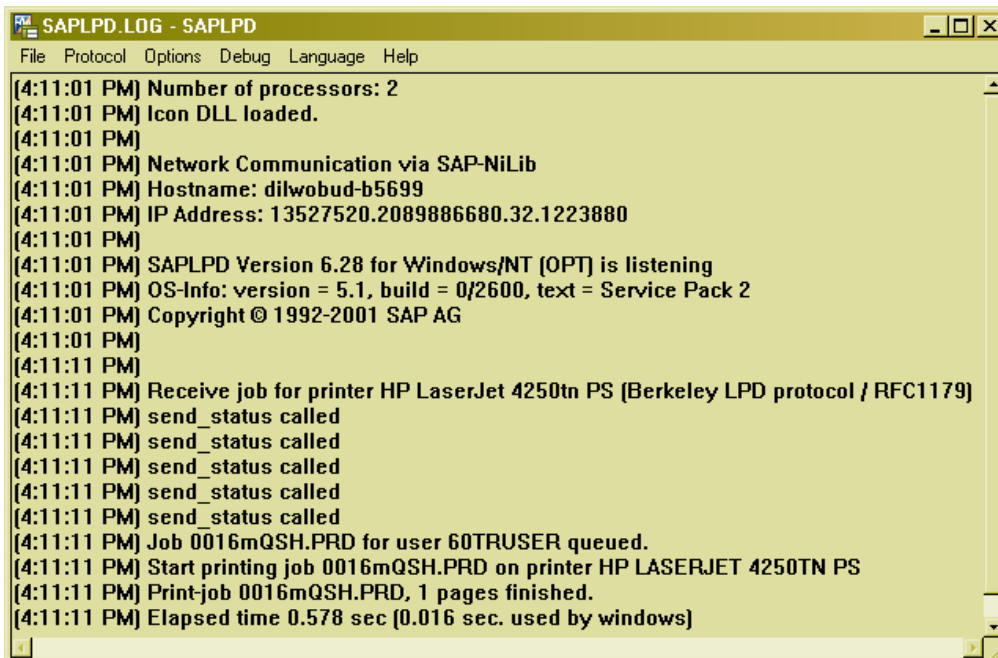 SAPLPD.LOG - SAPLPD
File Protocol Options Debug Language Help
(4:11:01 PM) Number of processors: 2
(4:11:01 PM) Icon DLL loaded.
(4:11:01 PM)
(4:11:01 PM) Network Communication via SAP-NiLib
(4:11:01 PM) Hostname: dilwobud-b5699
(4:11:01 PM) IP Address: 13527520.2089886680.32.1223880
(4:11:01 PM)
(4:11:01 PM) SAPLPD Version 6.28 for Windows/NT (OPT) is listening
(4:11:01 PM) OS-Info: version = 5.1, build = 0/2600, text = Service Pack 2
(4:11:01 PM) Copyright © 1992-2001 SAP AG
(4:11:01 PM)
(4:11:11 PM)
(4:11:11 PM) Receive job for printer HP LaserJet 4250tn PS (Berkeley LPD protocol / RFC1179)
(4:11:11 PM) send_status called
(4:11:11 PM) send_status called
(4:11:11 PM) send_status called
(4:11:11 PM) send_status called
(4:11:11 PM) send_status called
(4:11:11 PM) Job 0016mQSH.PRD for user 60TRUSER queued.
(4:11:11 PM) Start printing job 0016mQSH.PRD on printer HP LASERJET 4250TN PS
(4:11:11 PM) Print-job 0016mQSH.PRD, 1 pages finished.
(4:11:11 PM) Elapsed time 0.578 sec (0.016 sec. used by windows)